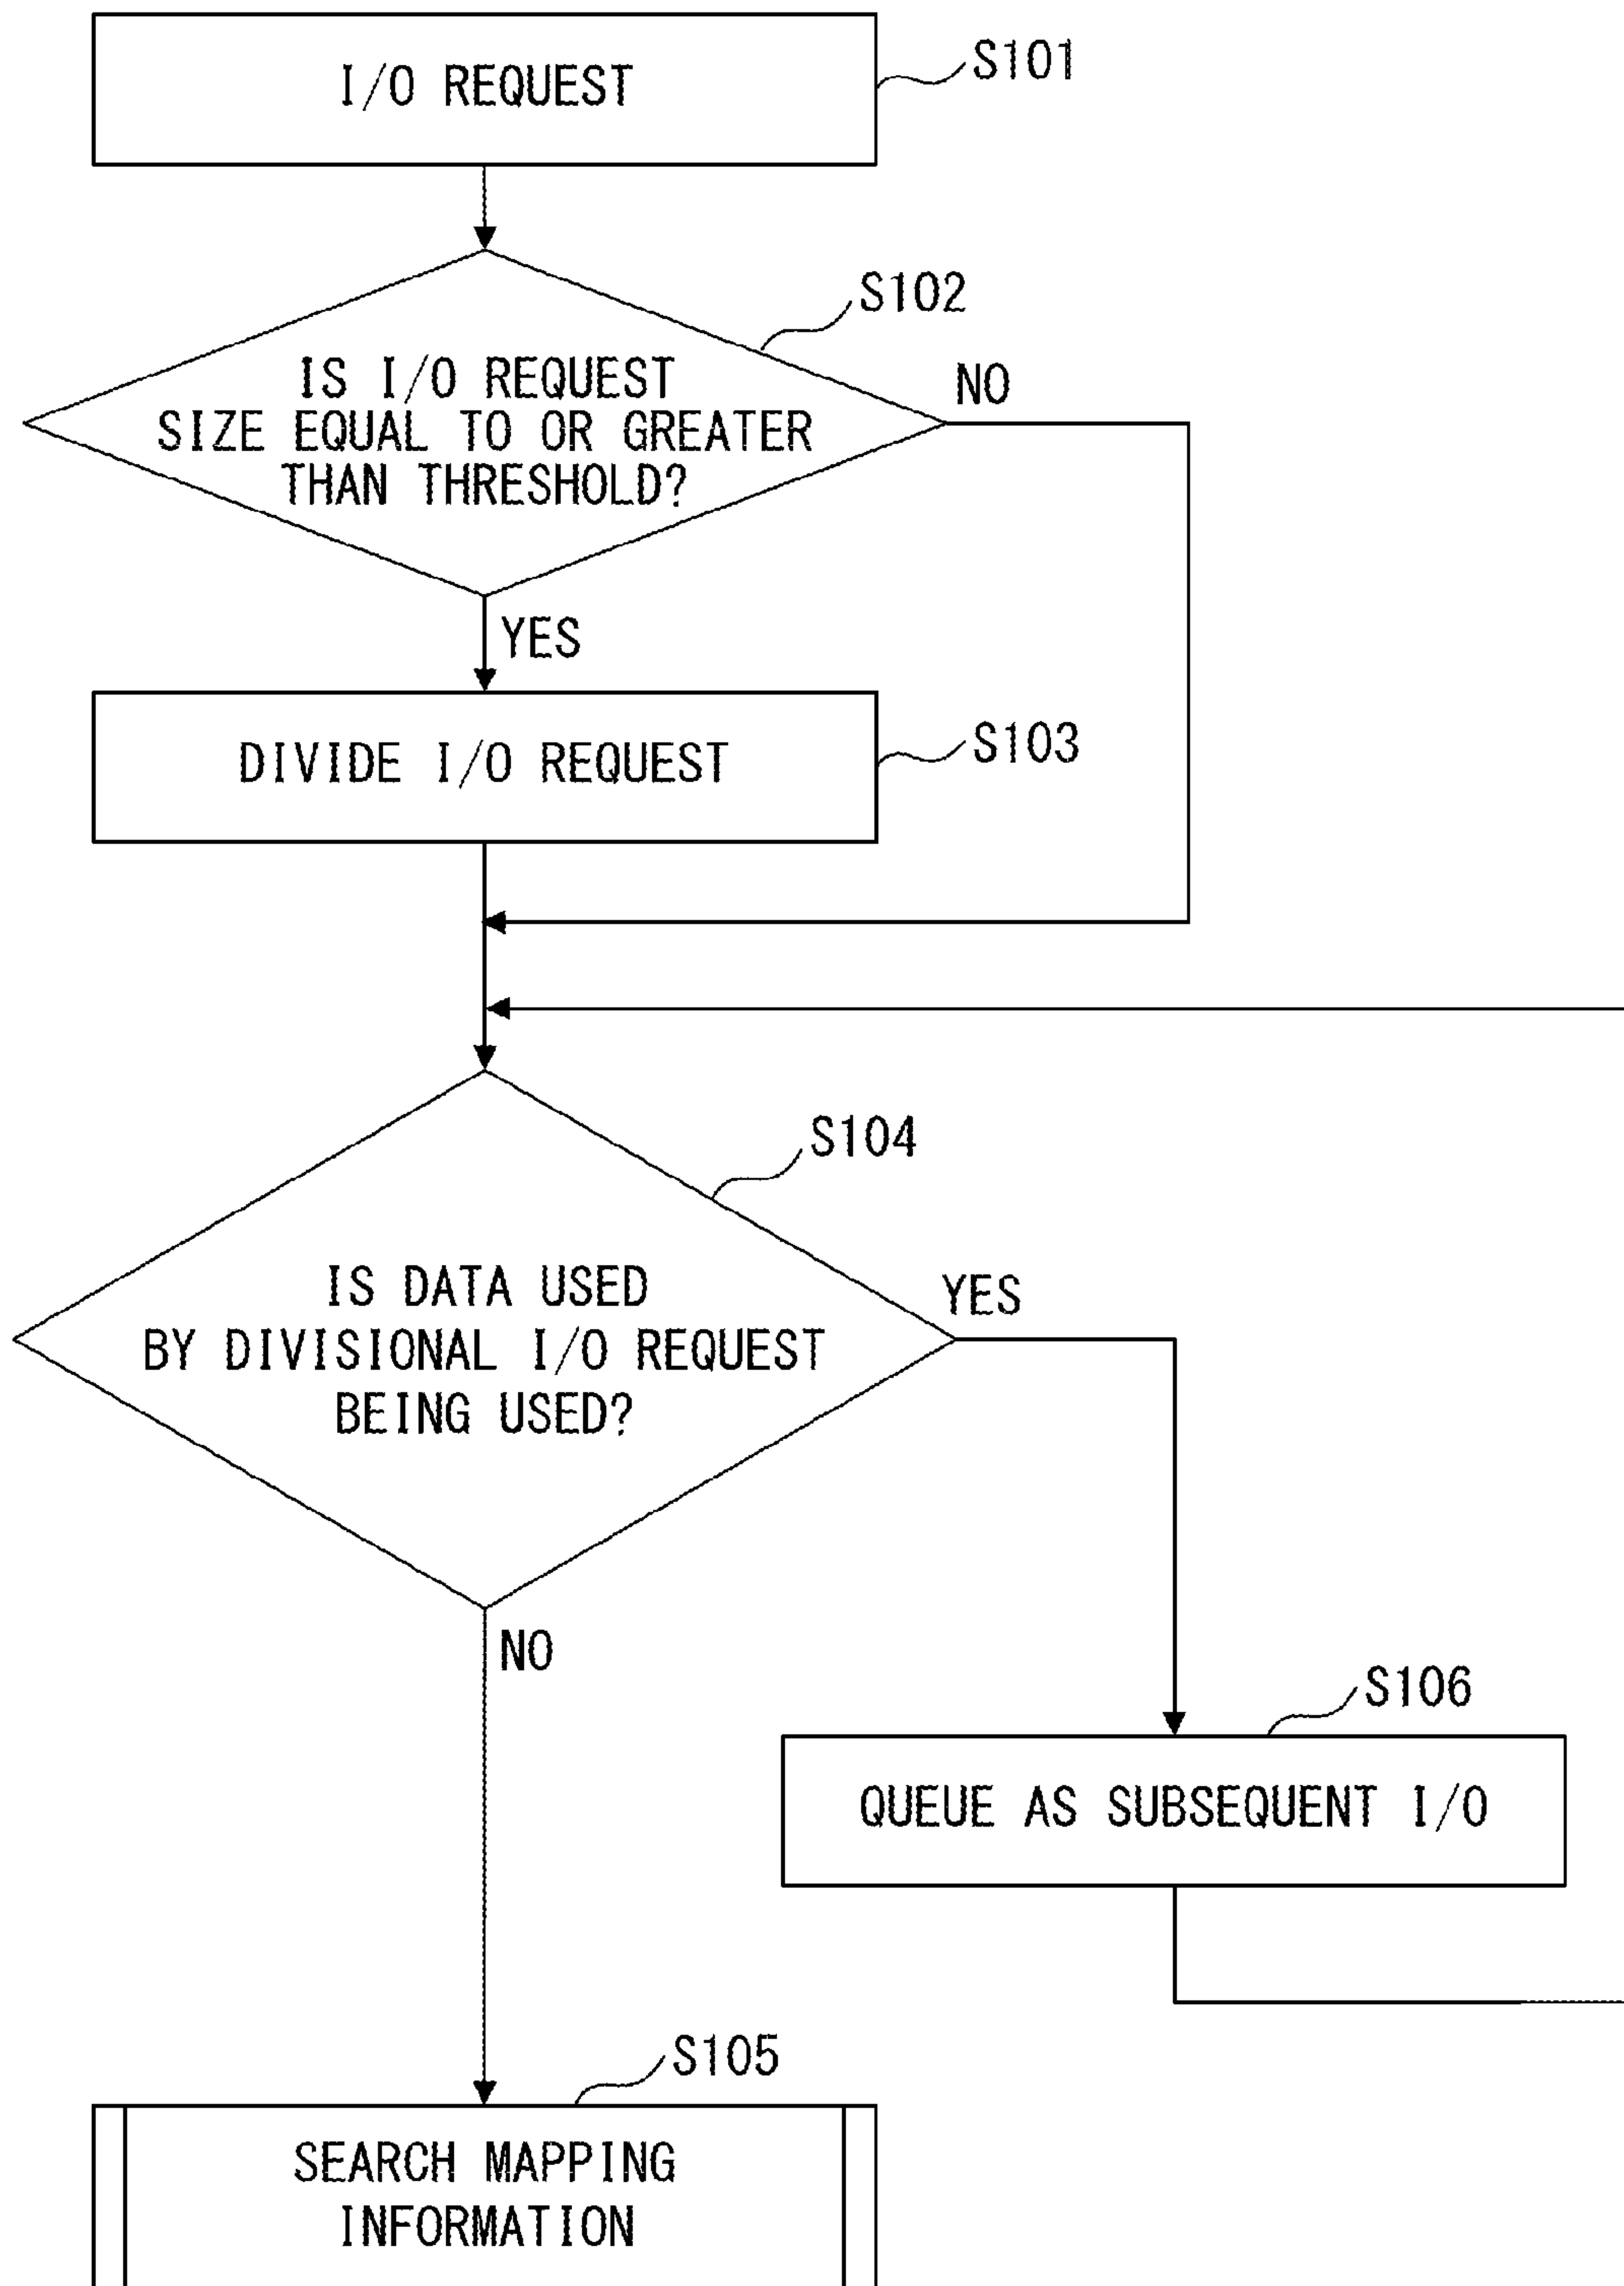 I/O REQUEST
S101
S102
IS I/O REQUEST
SIZE EQUAL TO OR GREATER
THAN THRESHOLD?
NO
YES
DIVIDE I/O REQUEST
S103
S104
IS DATA USED
BY DIVISIONAL I/O REQUEST
BEING USED?
YES
NO
S106
QUEUE AS SUBSEQUENT I/O
S105
SEARCH MAPPING
INFORMATION